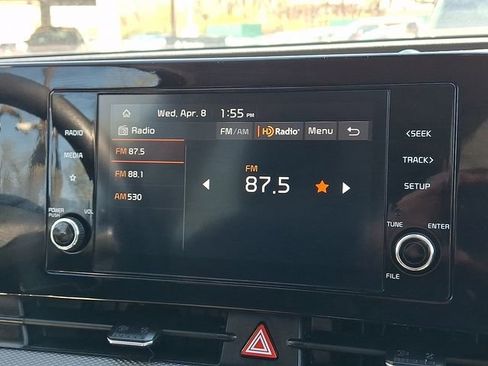 Wed, Apr. 8 1:55 PM
Radio FM/AM HD Radio Menu
FM 87.5
FM 88.1
AM 530
FM
87.5
RADIO
MEDIA
POWER
PUSH
VOL
<SEEK
TRACK>
SETUP
TUNE
ENTER
FILE